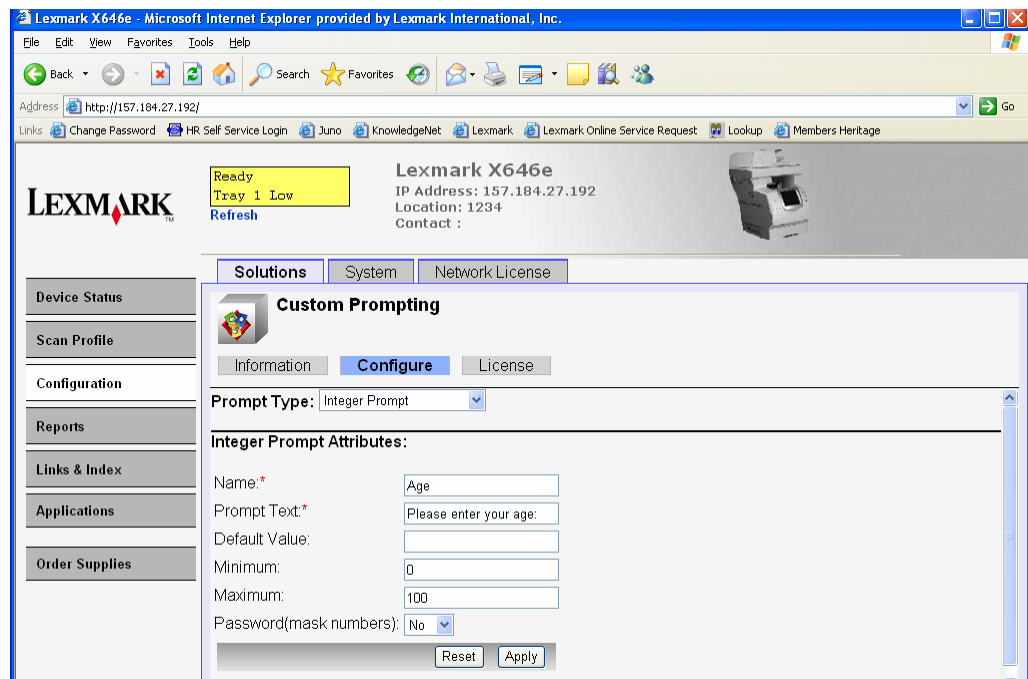 Lexmark X646e - Microsoft Internet Explorer provided by Lexmark International, Inc.
File Edit View Favorites Tools Help
Back Search Favorites
Address http://157.184.27.192/ Go
Links Change Password HR Self Service Login Juno KnowledgeNet Lexmark Lexmark Online Service Request Lookup Members Heritage
LEXMARK TM
Ready
Tray 1 Low
Refresh
Lexmark X646e
IP Address: 157.184.27.192
Location: 1234
Contact :
Solutions System Network License
Device Status
Scan Profile
Configuration
Reports
Links & Index
Applications
Order Supplies
Custom Prompting
Information Configure License
Prompt Type: Integer Prompt
Integer Prompt Attributes:
Name:* Age
Prompt Text:* Please enter your age:
Default Value:
Minimum: 0
Maximum: 100
Password(mask numbers): No
Reset Apply